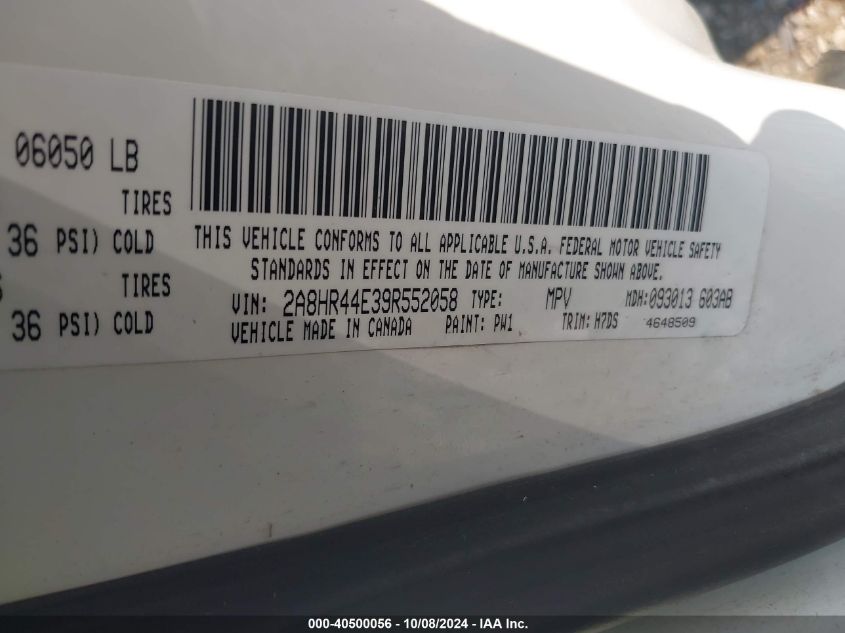 06050 LB
TIRES
36 PSI) COLD
TIRES
36 PSI) COLD
THIS VEHICLE CONFORMS TO ALL APPLICABLE U.S.A. FEDERAL MOTOR VEHICLE SAFETY
STANDARDS IN EFFECT ON THE DATE OF MANUFACTURE SHOWN ABOVE.
VIN: 2A8HR44E39R552058 TYPE: MPV MDH:093013 603AB
VEHICLE MADE IN CANADA PAINT: PW1 TRIM: H7DS 4648509
000-40500056 - 10/08/2024 - IAA Inc.